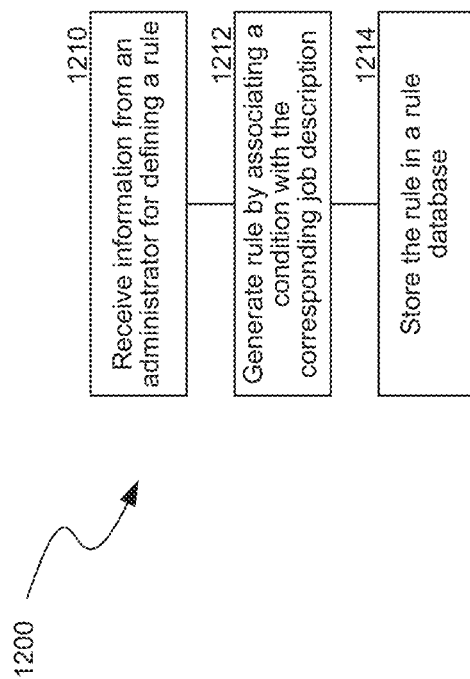 1200
1210
Receive information from an
administrator for defining a rule
1212
Generate rule by associating a
condition with the
corresponding job description
1214
Store the rule in a rule
database